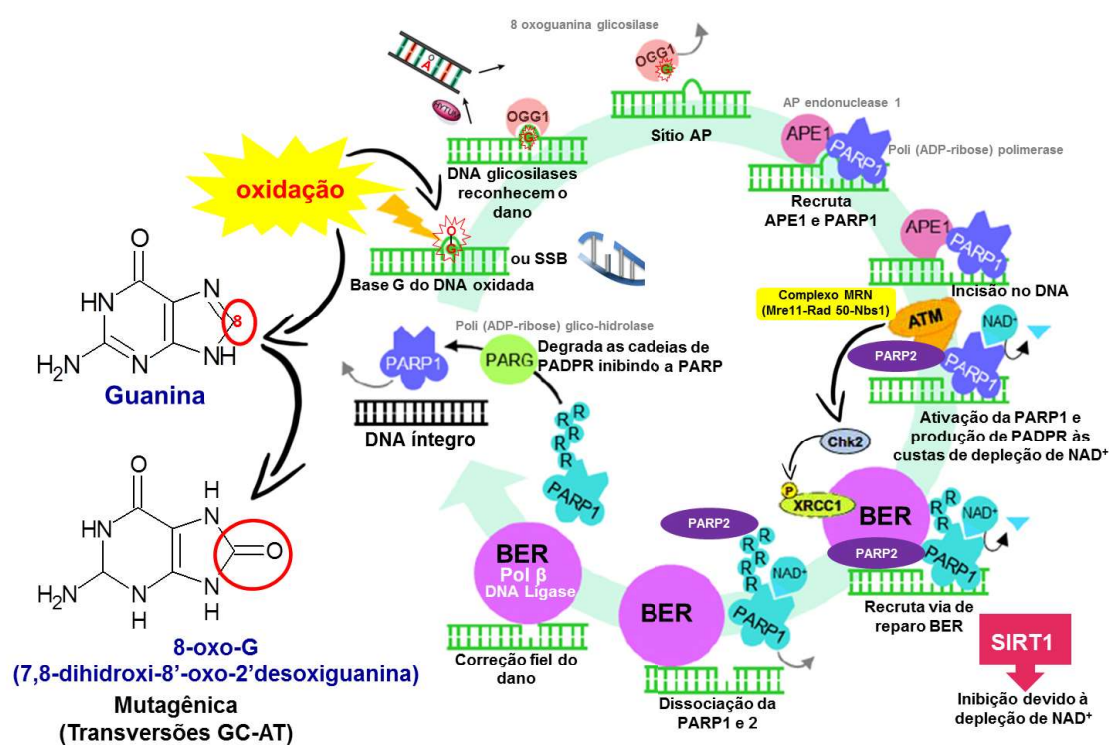 8 oxoguanina glicosilase
OGG1
G
Sítio AP
A
MYTUH
OGG1
G
DNA glicosilases
reconhecem o
dano
AP endonuclease 1
APE1
PARP1
Poli (ADP-ribose) polimerase
Recruta
APE1 e PARP1
oxidação
O
G
ou SSB
Base G do DNA oxidada
APE1
PARP1
Incisão no DNA
Complexo MRN
(Mre11-Rad 50-Nbs1)
ATM
NAD+
PARP2
PARP1
Ativação da PARP1 e
produção de PADPR às
custas de depleção de NAD+
O
HN
N
8
H2N
N
NH
Guanina
Poli (ADP-ribose) glico-hidrolase
PARP1
PARG
Degrada as cadeias de
PADPR inibindo a PARP
DNA íntegro
R
R
R
R
R
R
PARP1
Chk2
P
XRCC1
BER
PARP2
R
R
R
NAD+
PARP1
Recruta via de
reparo BER
PARP2
R
R
R
R
R
NAD+
PARP1
BER
Dissociação da
PARP1 e 2
BER
Pol β
DNA Ligase
Correção fiel do
dano
SIRT1
Inibição devido à
depleção de NAD+
O
H
HN
N
O
H2N
N
H
N
H
8-oxo-G
(7,8-dihidroxi-8’-oxo-2’desoxiguanina)
Mutagênica
(Transversões GC-AT)